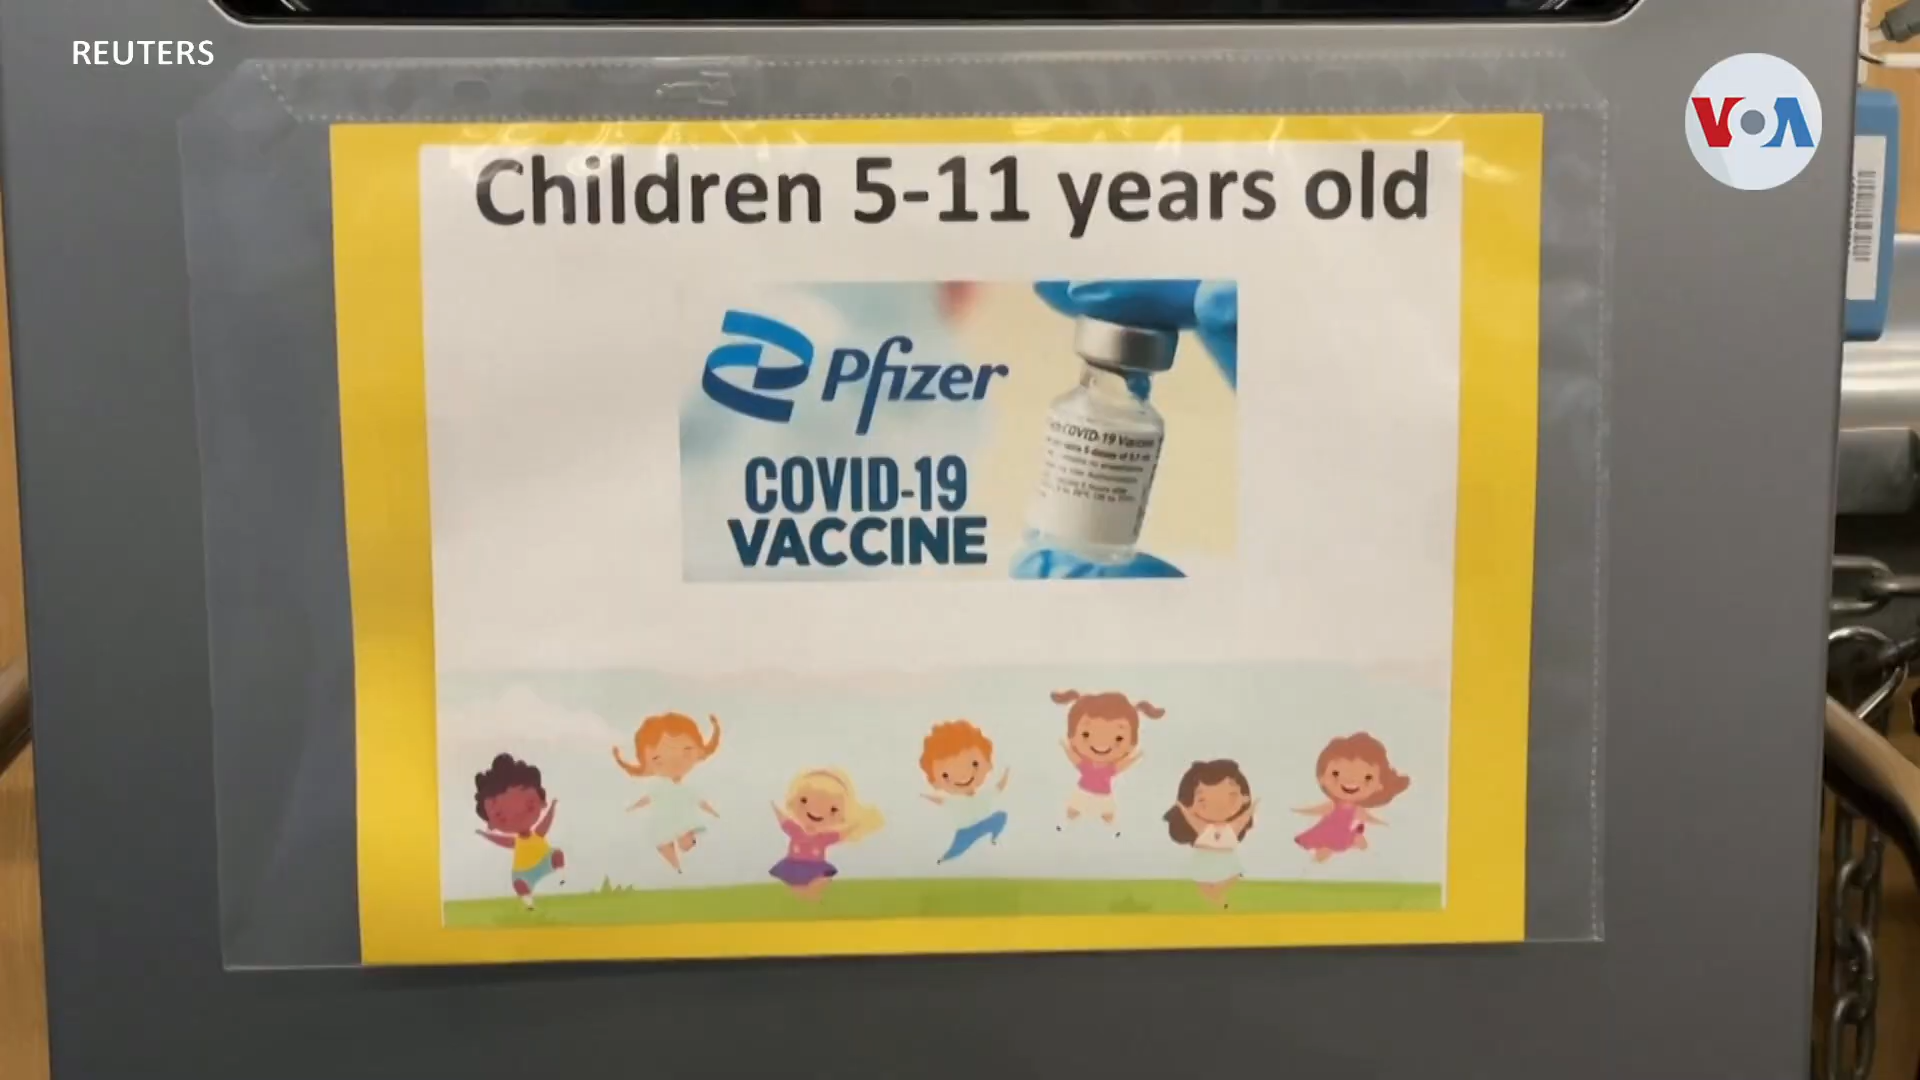 REUTERS
VOA
Children 5-11 years old
Pfizer
COVID-19
VACCINE
COVID-19 Vaccine